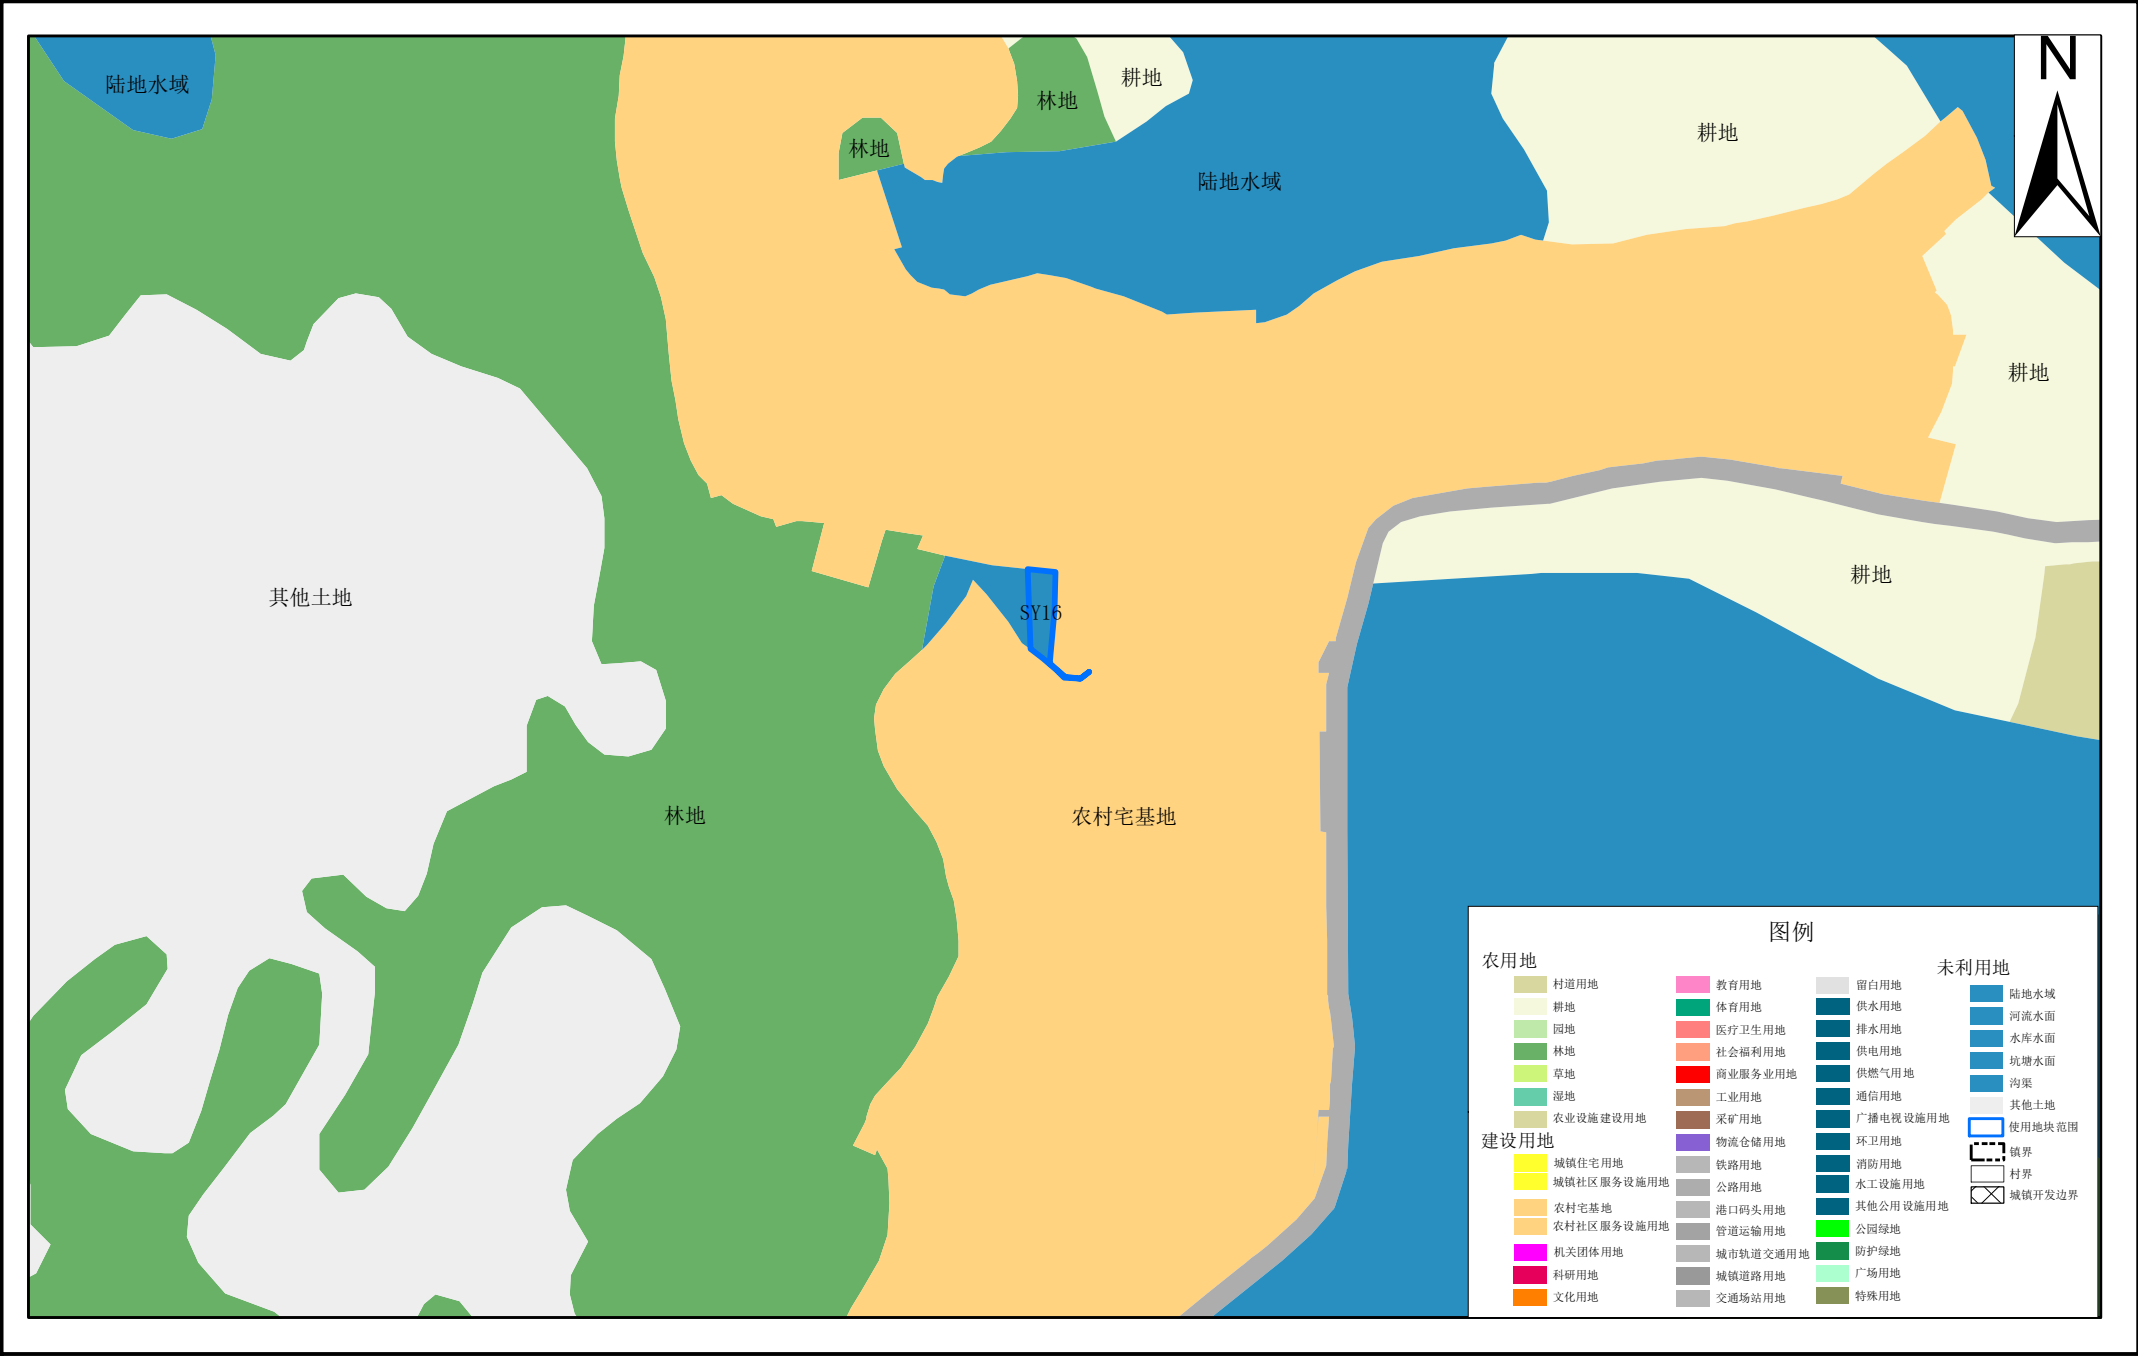 陆地水域
林地
耕地
林地
陆地水域
耕地
N
耕地
其他土地
SY16
耕地
林地
农村宅基地
图例
农用地
村道用地
耕地
园地
林地
草地
湿地
农业设施建设用地
建设用地
城镇住宅用地
城镇社区服务设施用地
农村宅基地
农村社区服务设施用地
机关团体用地
科研用地
文化用地
教育用地
体育用地
医疗卫生用地
社会福利用地
商业服务业用地
工业用地
采矿用地
物流仓储用地
铁路用地
公路用地
港口码头用地
管道运输用地
城市轨道交通用地
城镇道路用地
交通场站用地
留白用地
供水用地
排水用地
供电用地
供燃气用地
通信用地
广播电视设施用地
环卫用地
消防用地
水工设施用地
其他公用设施用地
公园绿地
防护绿地
广场用地
特殊用地
未利用地
陆地水域
河流水面
水库水面
坑塘水面
沟渠
其他土地
使用地块范围
镇界
村界
城镇开发边界